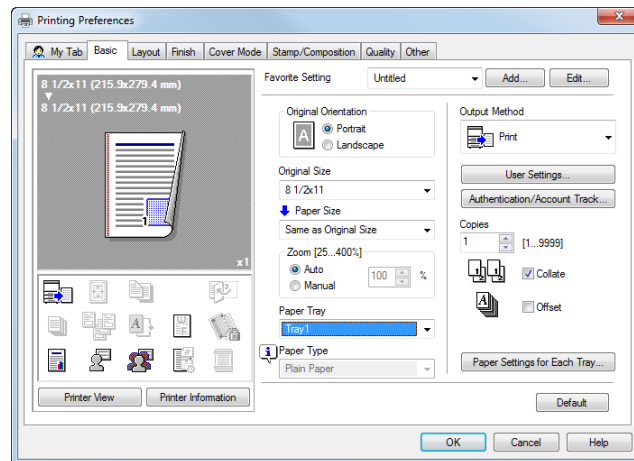 Printing Preferences
My Tab Basic Layout Finish Cover Mode Stamp/Composition Quality Other
8 1/2x11 (215.9x279.4 mm)
8 1/2x11 (215.9x279.4 mm)
1
x1
Printer View Printer Information
Favorite Setting Untitled Add... Edit...
Original Orientation
A
Portrait
Landscape
Original Size
8 1/2x11
Paper Size
Same as Original Size
Zoom [25...400%]
Auto
Manual
100 %
Paper Tray
Tray1
Paper Type
Plain Paper
Output Method
Print
User Settings...
Authentication/Account Track...
Copies
1 [1...9999]
Collate
Offset
Paper Settings for Each Tray...
Default
OK Cancel Help